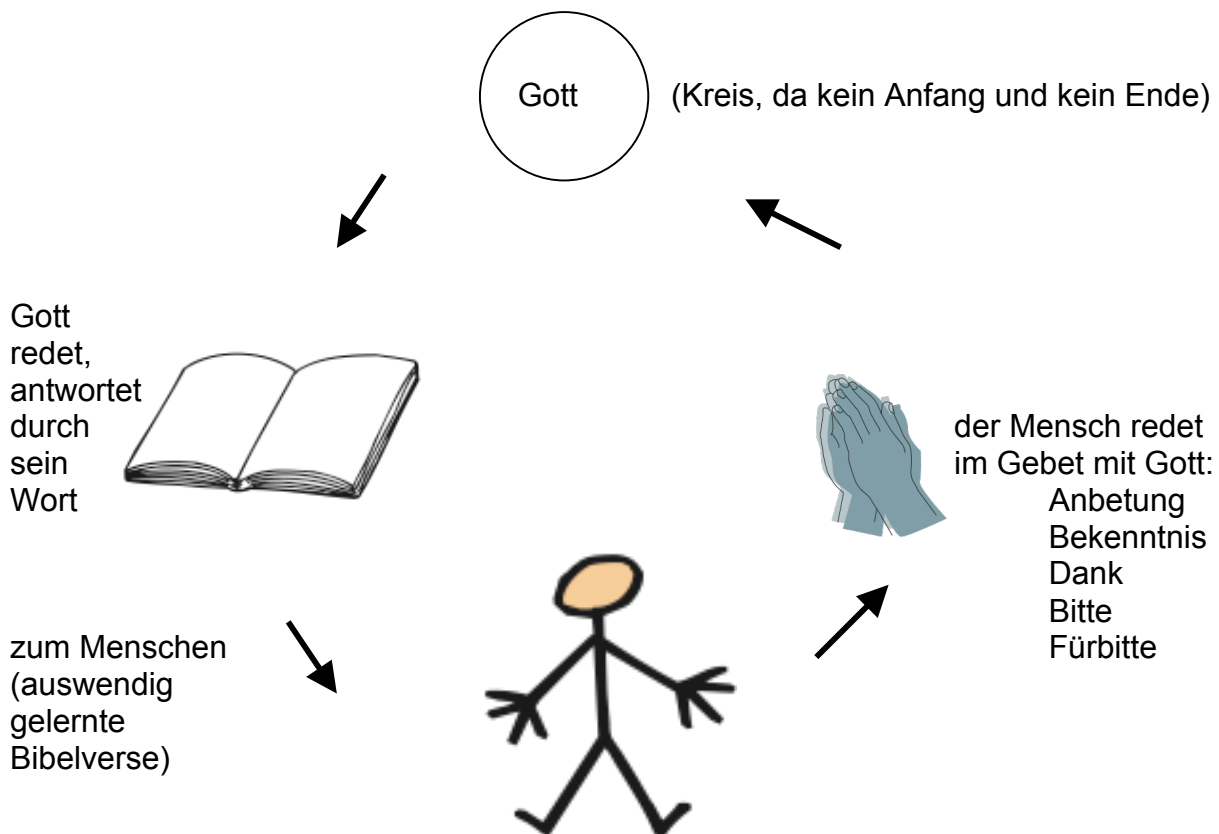 Gott
(Kreis, da kein Anfang und kein Ende)
Gott
redet,
antwortet
durch
sein
Wort
der Mensch redet
im Gebet mit Gott:
Anbetung
Bekenntnis
Dank
Bitte
Fürbitte
zum Menschen
(auswendig
gelernte
Bibelverse)